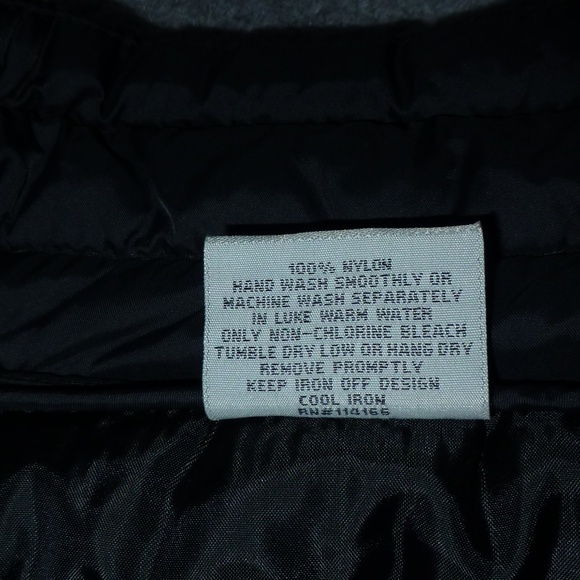 100% NYLON
HAND WASH SMOOTHLY OR
MACHINE WASH SEPARATELY
IN LUKE WARM WATER
ONLY NON-CHLORINE BLEACH
TUMBLE DRY LOW OR HANG DRY
REMOVE PROMPTLY
KEEP IRON OFF DESIGN
COOL IRON
RN#114166